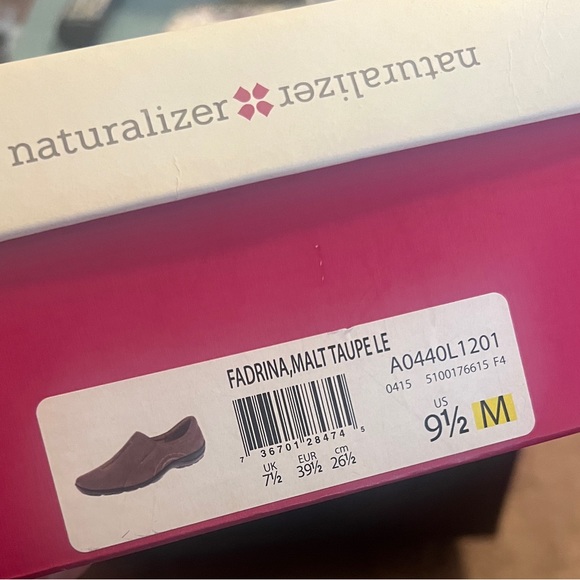 naturalizer naturalizer
FADRINA,MALT TAUPE LE
A0440L1201
0415 5100176615 F4
7 36701 28474 5
UK EUR cm
7½ 39½ 26½
US
9½ M